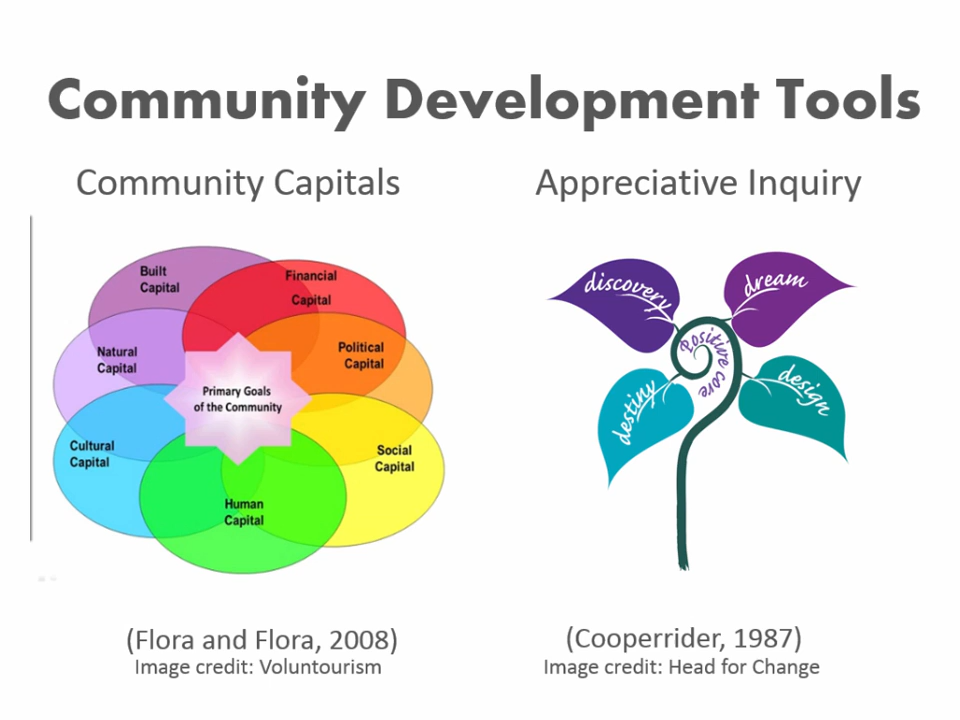 Community Development Tools
Community Capitals
Built
Capital
Financial
Capital
Natural
Capital
Political
Capital
Primary Goals
of the Community
Cultural
Capital
Social
Capital
Human
Capital
(Flora and Flora, 2008)
Image credit: Voluntourism
Appreciative Inquiry
discovery
dream
Positive core
destiny
design
(Cooperrider, 1987)
Image credit: Head for Change